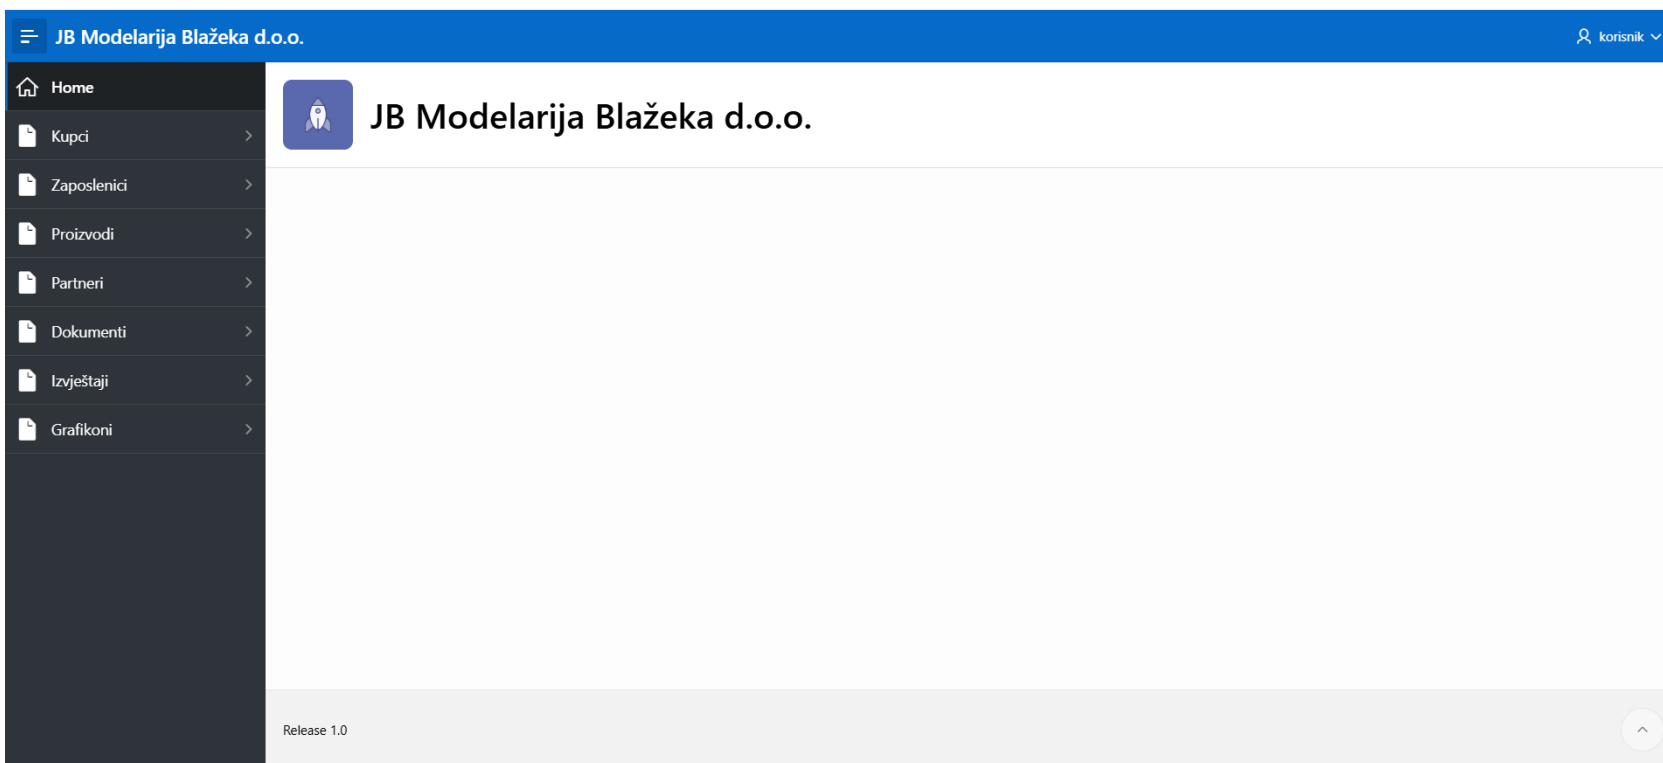 JB Modelarija Blažeka d.o.o.
korisnik
Home
JB Modelarija Blažeka d.o.o.
Kupci
Zaposlenici
Proizvodi
Partneri
Dokumenti
Izvještaji
Grafikoni
Release 1.0